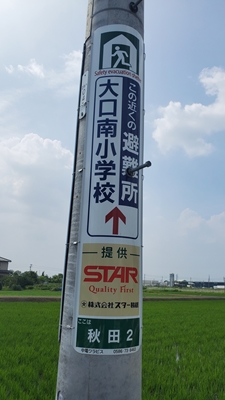 Safety evacuation
この近くの避難所
大口南小学校
提供
STAR
Quality First.
株式会社スター精機
ここは
秋田2